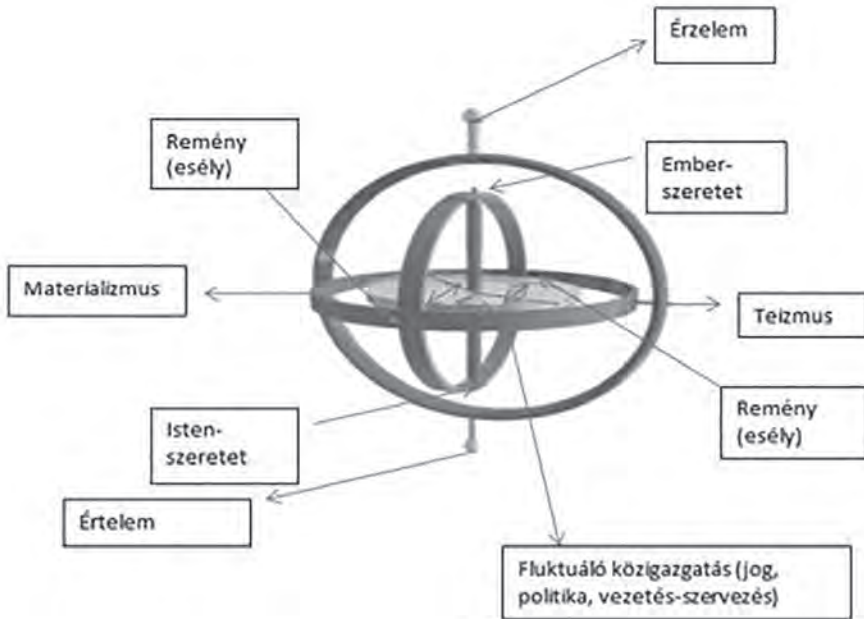 Érzelem
Remény
(esély)
Ember-
szeretet
Materializmus
Teizmus
Isten-
szeretet
Remény
(esély)
Értelem
Fluktuáló közigazgatás (jog,
politika, vezetés-szervezés)